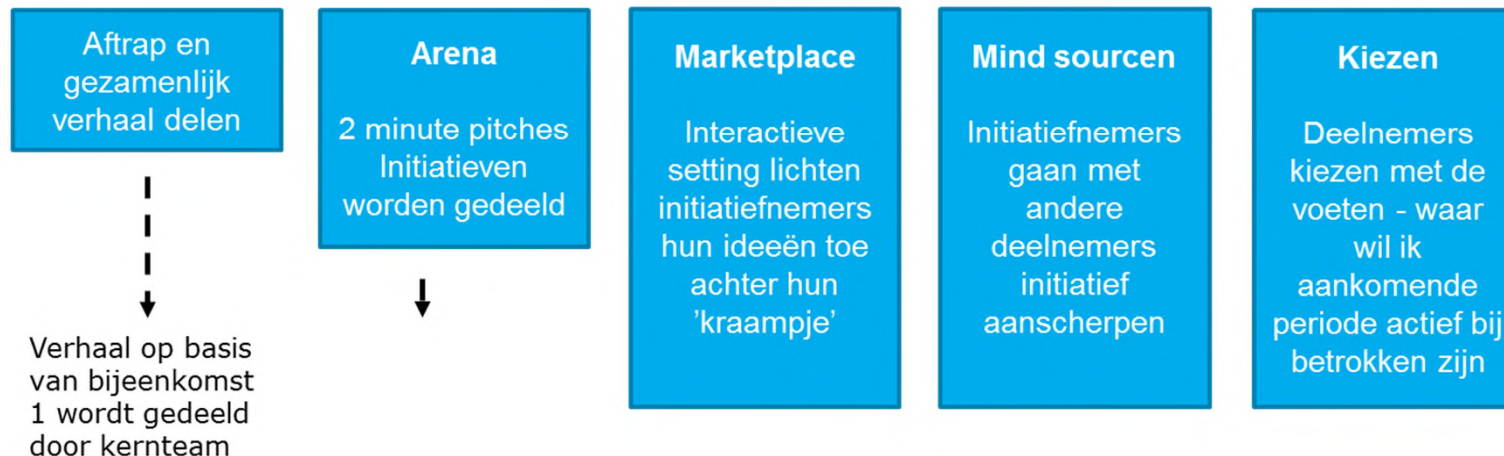 Aftrap en
gezamenlijk
verhaal delen
Verhaal op basis
van bijeenkomst
1 wordt gedeeld
door kernteam
Arena
2 minute pitches
Initiatieven
worden gedeeld
Marketplace
Interactieve
setting lichten
initiatiefnemers
hun ideeën toe
achter hun
’kraampje’
Mind sourcen
Initiatiefnemers
gaan met
andere
deelnemers
initiatief
aanscherpen
Kiezen
Deelnemers
kiezen met de
voeten - waar
wil ik
aankomende
periode actief bij
betrokken zijn